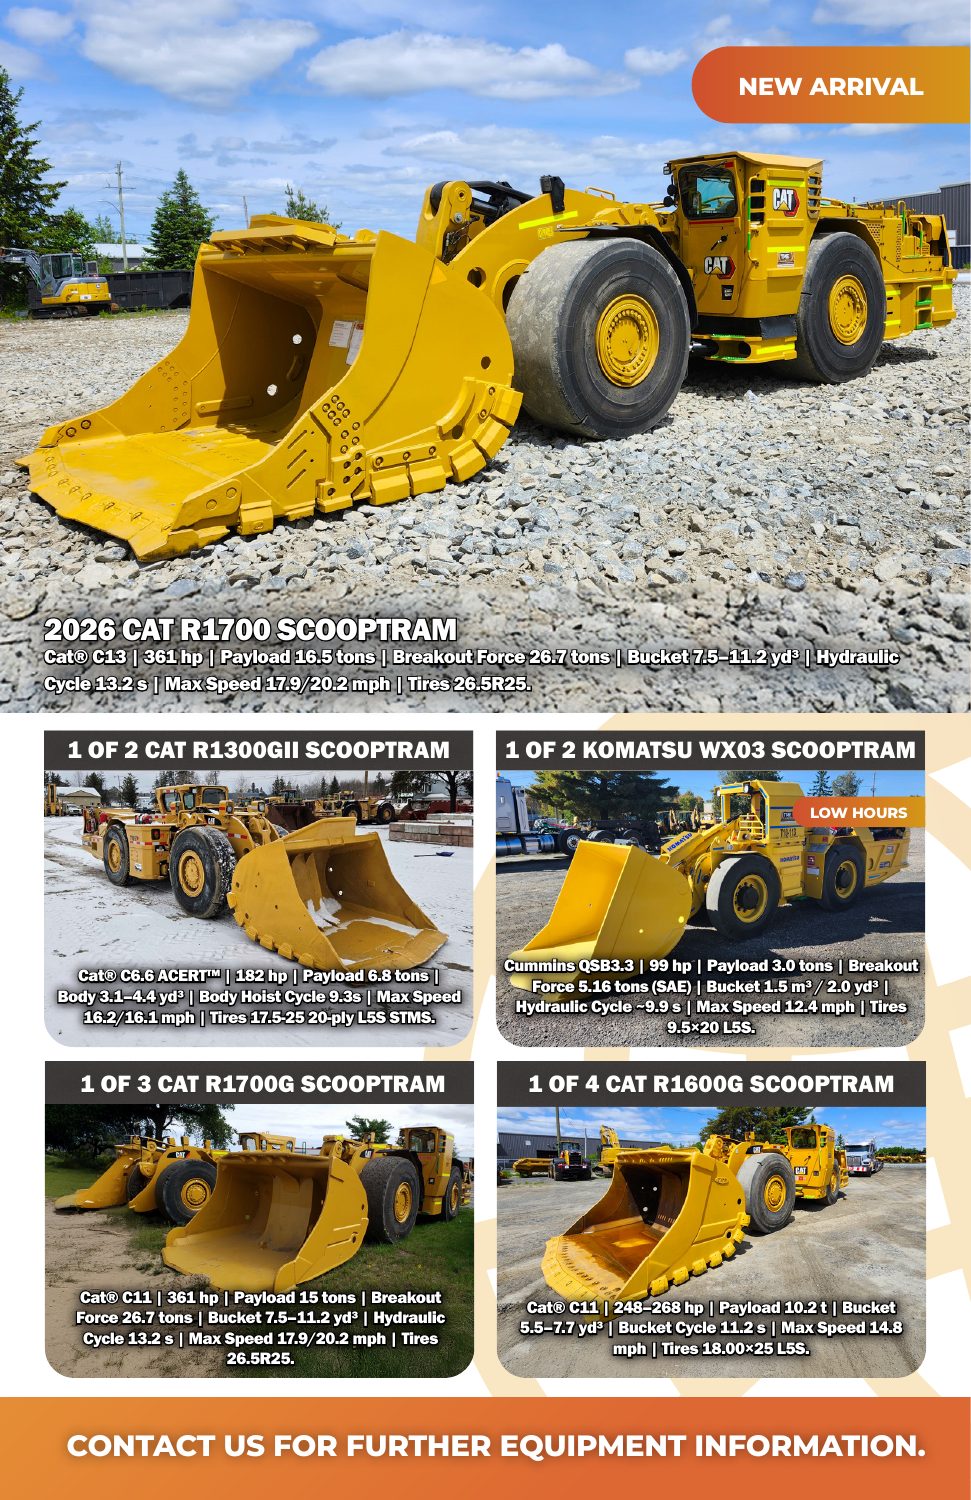 NEW ARRIVAL
CAT
CAT
2026 CAT R1700 SCOOPTRAM
Cat® C13 | 361 hp | Payload 16.5 tons | Breakout Force 26.7 tons | Bucket 7.5–11.2 yd³ | Hydraulic
Cycle 13.2 s | Max Speed 17.9/20.2 mph | Tires 26.5R25.
1 OF 2 CAT R1300GII SCOOPTRAM
Cat® C6.6 ACERT™ | 182 hp | Payload 6.8 tons |
Body 3.1–4.4 yd³ | Body Hoist Cycle 9.3s | Max Speed
16.2/16.1 mph | Tires 17.5-25 20-ply L5S STMS.
1 OF 2 KOMATSU WX03 SCOOPTRAM
LOW HOURS
KOMATSU
KOMATSU
Cummins QSB3.3 | 99 hp | Payload 3.0 tons | Breakout
Force 5.16 tons (SAE) | Bucket 1.5 m³ / 2.0 yd³ |
Hydraulic Cycle ~9.9 s | Max Speed 12.4 mph | Tires
9.5×20 L5S.
1 OF 3 CAT R1700G SCOOPTRAM
CAT
CAT
Cat® C11 | 361 hp | Payload 15 tons | Breakout
Force 26.7 tons | Bucket 7.5–11.2 yd³ | Hydraulic
Cycle 13.2 s | Max Speed 17.9/20.2 mph | Tires
26.5R25.
1 OF 4 CAT R1600G SCOOPTRAM
CAT
CAT
Cat® C11 | 248–268 hp | Payload 10.2 t | Bucket
5.5–7.7 yd³ | Bucket Cycle 11.2 s | Max Speed 14.8
mph | Tires 18.00×25 L5S.
CONTACT US FOR FURTHER EQUIPMENT INFORMATION.